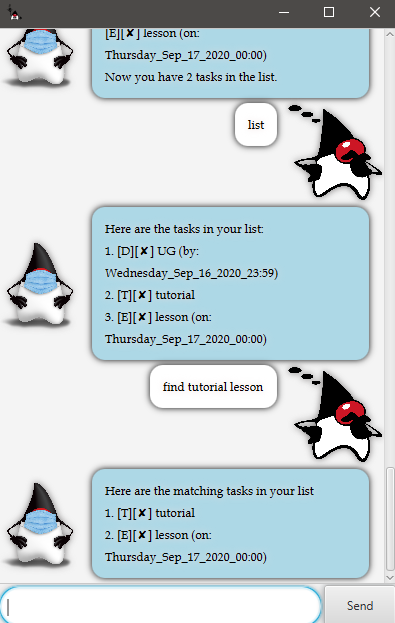 [E][✘] lesson (on:
Thursday_Sep_17_2020_00:00)
Now you have 2 tasks in the list.
list
Here are the tasks in your list:
1. [D][✘] UG (by:
Wednesday_Sep_16_2020_23:59)
2. [T][✘] tutorial
3. [E][✘] lesson (on:
Thursday_Sep_17_2020_00:00)
find tutorial lesson
Here are the matching tasks in your list
1. [T][✘] tutorial
2. [E][✘] lesson (on:
Thursday_Sep_17_2020_00:00)
Send